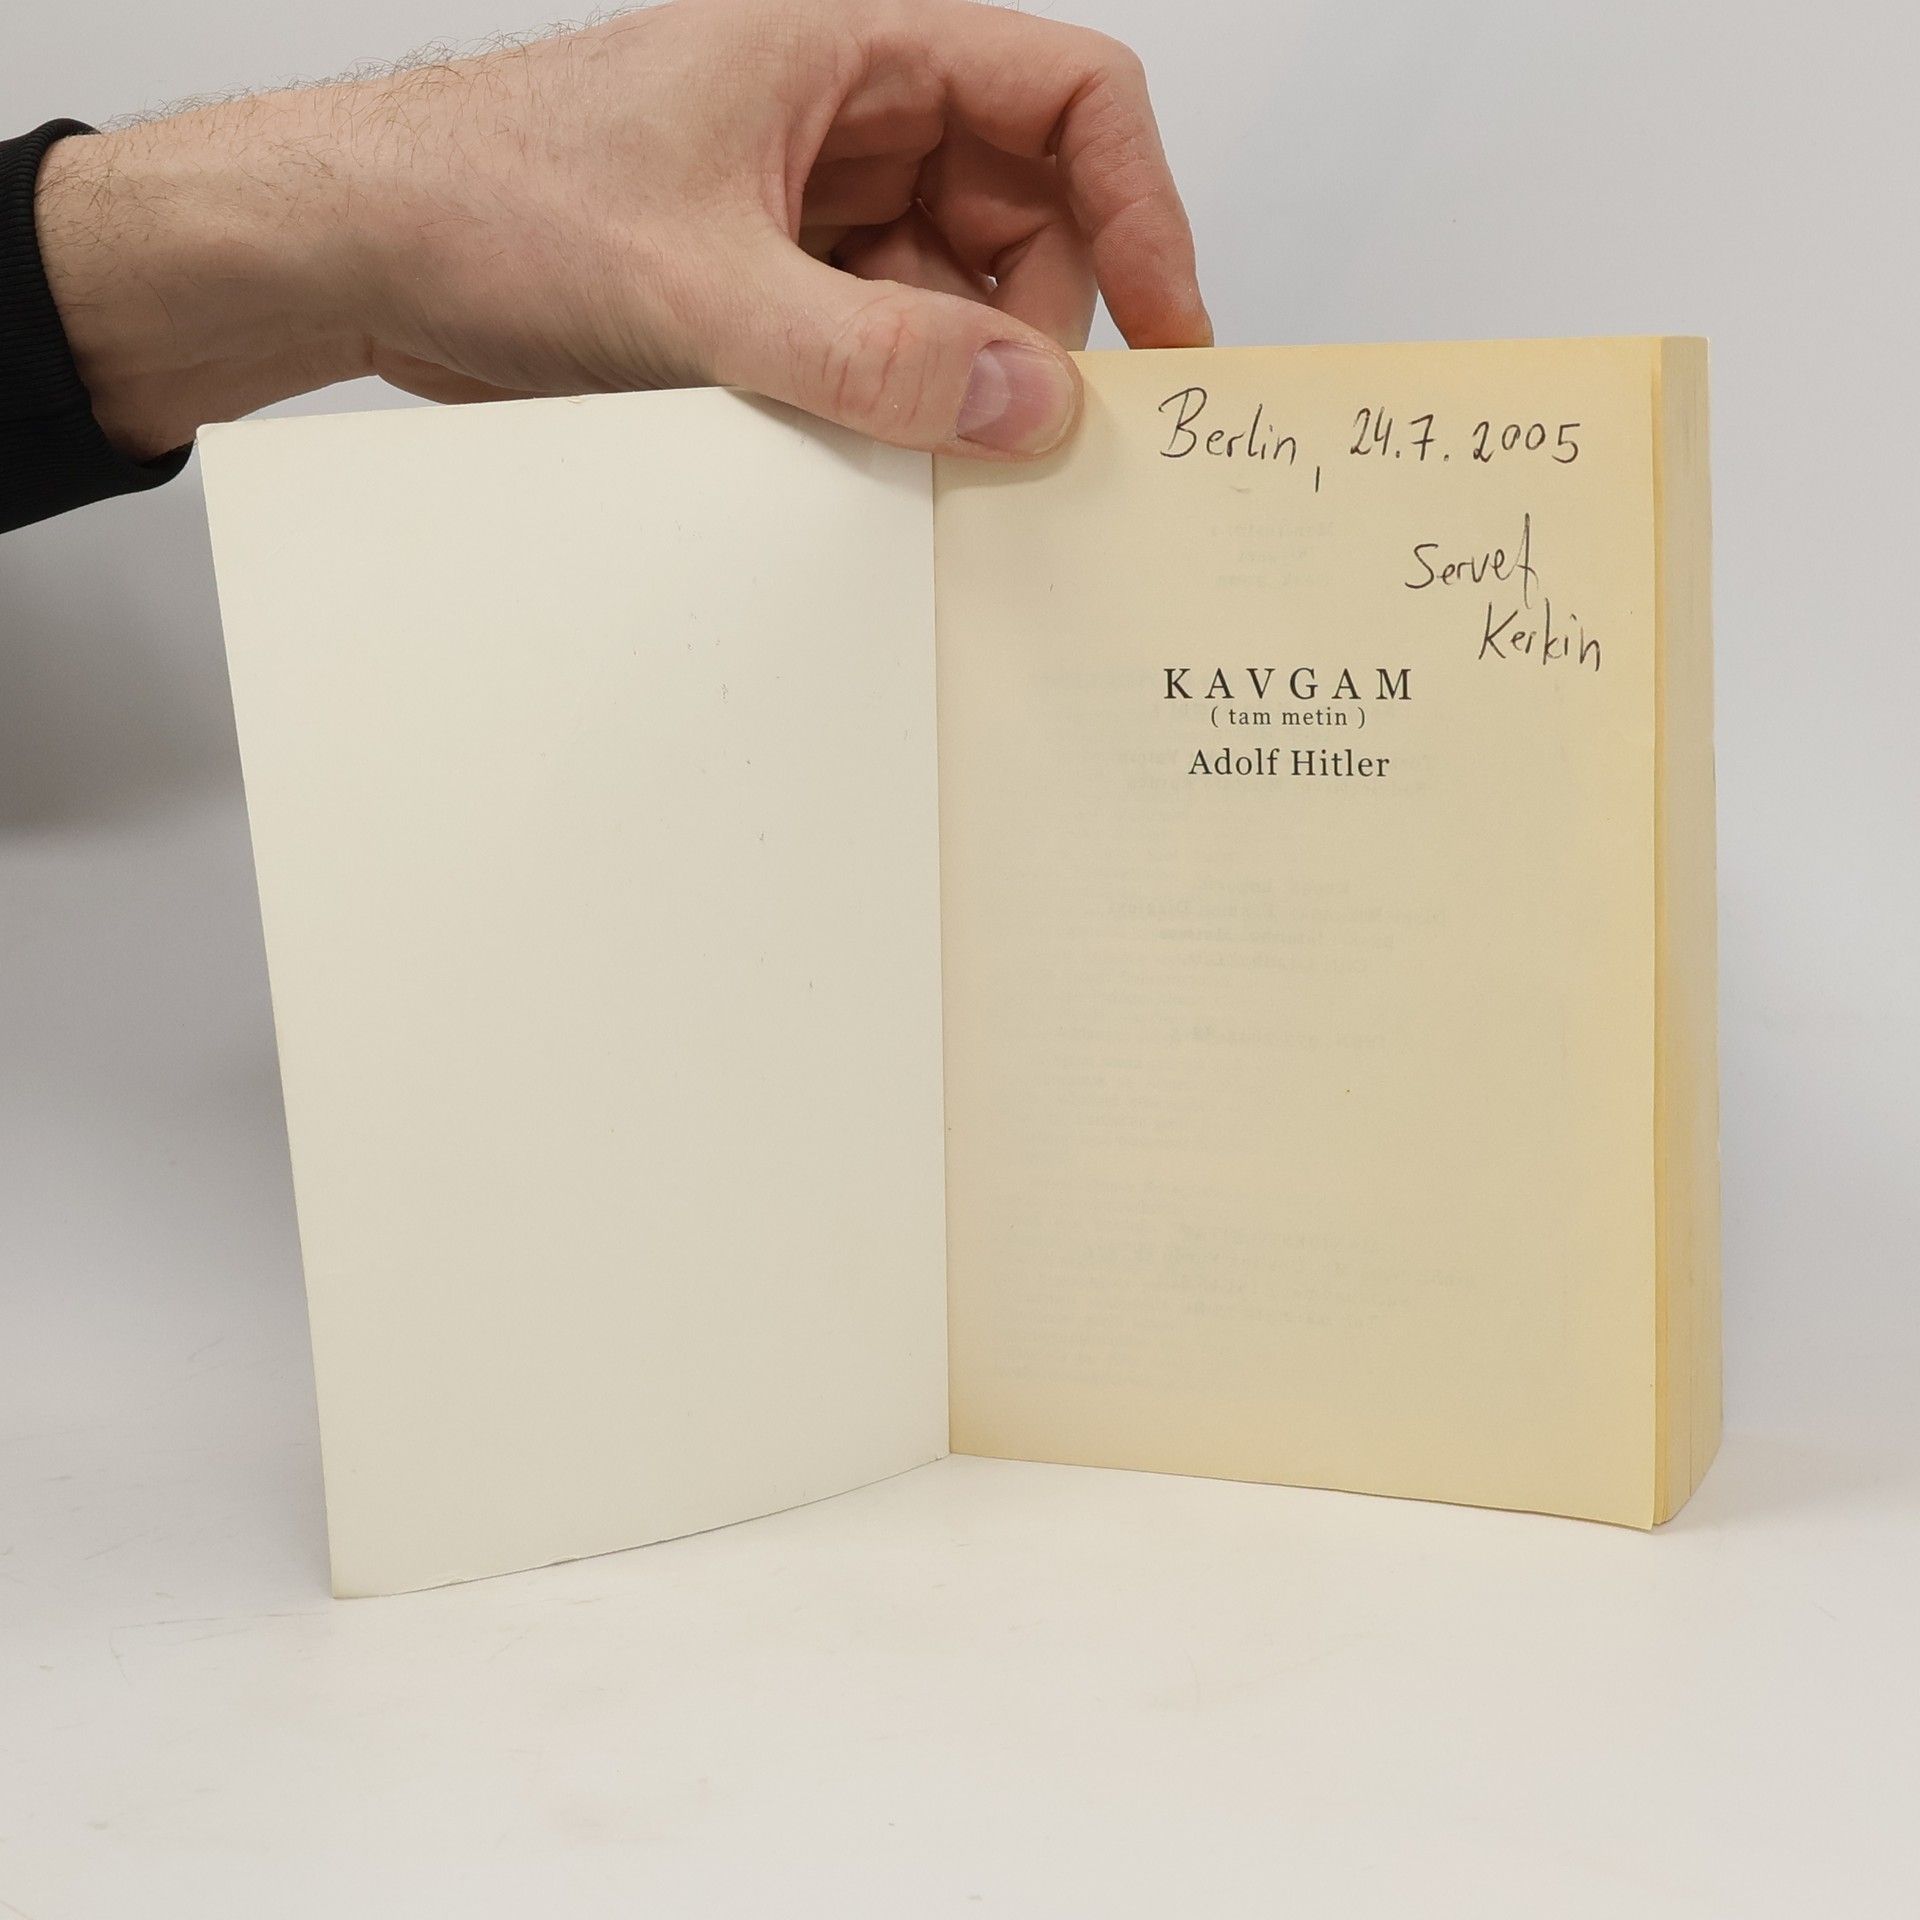 Berlin, 24.7.2005
Servet
Kerkin
KAVGAM
( tam metin )
Adolf Hitler